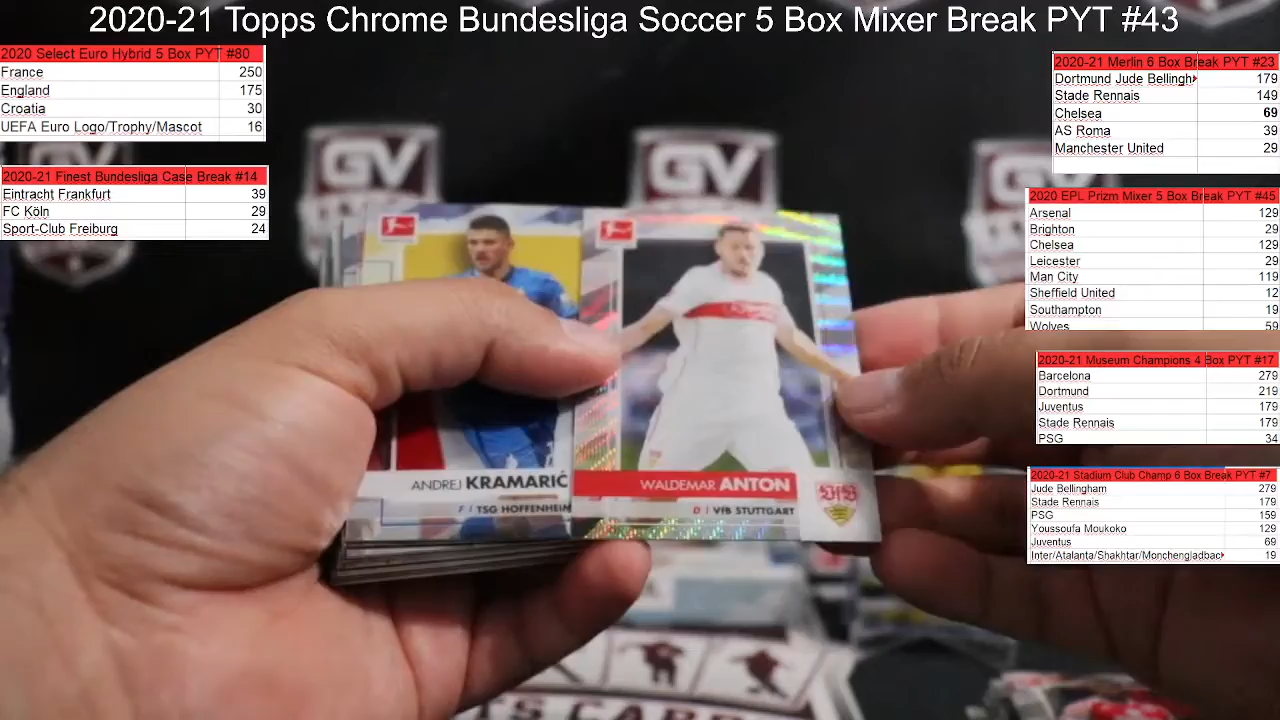 2020-21 Topps Chrome Bundesliga Soccer 5 Box Mixer Break PYT #43
2020 Select Euro Hybrid 5 Box PYT #80
France 250
England 175
Croatia 30
UEFA Euro Logo/Trophy/Mascot 16
2020-21 Finest Bundesliga Case Break #14
Eintracht Frankfurt 39
FC Köln 29
Sport-Club Freiburg 24
2020-21 Merlin 6 Box Break PYT #23
Dortmund Jude Bellingh
179
Stade Rennais 149
Chelsea 69
AS Roma 39
Manchester United 29
2020 EPL Prizm Mixer 5 Box Break PYT #45
Arsenal 129
Brighton 29
Chelsea 129
Leicester 29
Man City 119
Sheffield United 12
Southampton 19
Wolves 59
2020-21 Museum Champions 4 Box PYT #17
Barcelona 279
Dortmund 219
Juventus 179
Stade Rennais 179
PSG 34
2020-21 Stadium Club Champ 6 Box Break PYT #7
Jude Bellingham 279
Stade Rennais 179
PSG 159
Youssoufa Moukoko 129
Juventus 69
Inter/Atalanta/Shakhtar/Monchengladbac 19
GV
GV
ANDREJ KRAMARIĆ
F | TSG HOFFENHEIM
WALDEMAR ANTON
D | VfB STUTTGART
VfB